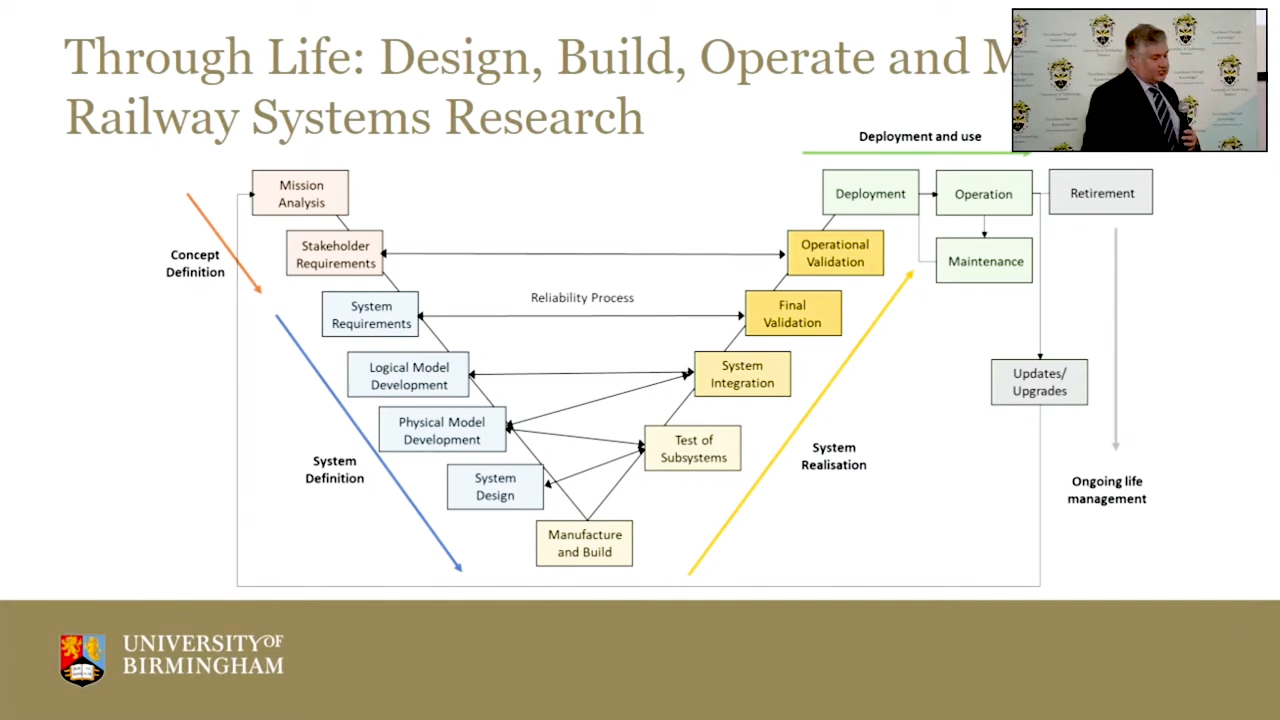 Through Life: Design, Build, Operate and
Railway Systems Research
Deployment and use
Mission
Analysis
Deployment
Operation
Retirement
Concept
Definition
Stakeholder
Requirements
Operational
Validation
Maintenance
System
Requirements
Reliability Process
Final
Validation
Logical Model
Development
System
Integration
Updates/
Upgrades
Physical Model
Development
Test of
Subsystems
System
Definition
System
Realisation
System
Design
Ongoing life
management
Manufacture
and Build
UNIVERSITY OF
BIRMINGHAM